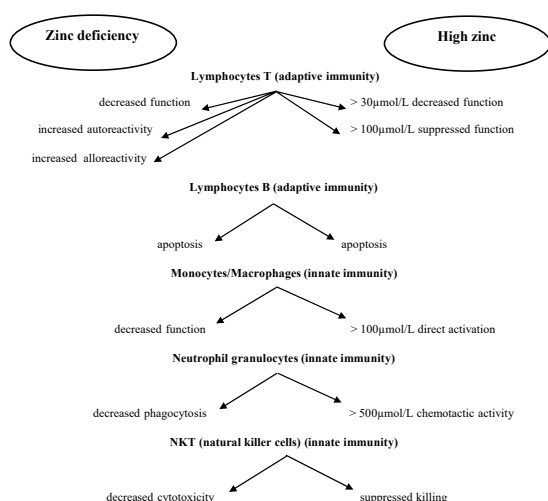 Zinc deficiency
High zinc
Lymphocytes T (adaptive immunity)
decreased function
> 30µmol/L decreased function
increased autoreactivity
> 100µmol/L suppressed function
increased alloreactivity
Lymphocytes B (adaptive immunity)
apoptosis
apoptosis
Monocytes/Macrophages (innate immunity)
decreased function
> 100µmol/L direct activation
Neutrophil granulocytes (innate immunity)
decreased phagocytosis
> 500µmol/L chemotactic activity
NKT (natural killer cells) (innate immunity)
decreased cytotoxicity
suppressed killing